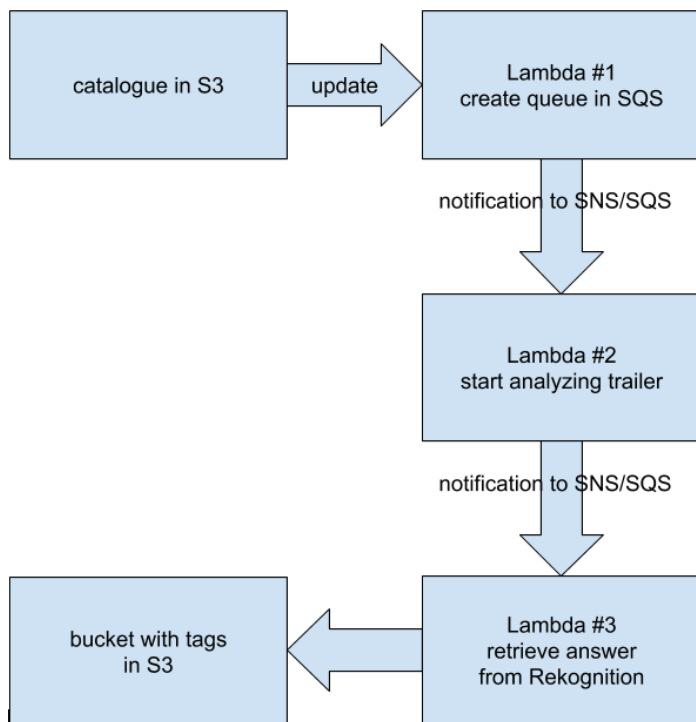 catalogue in S3
update
Lambda #1
create queue in SQS
notification to SNS/SQS
Lambda #2
start analyzing trailer
notification to SNS/SQS
Lambda #3
retrieve answer
from Rekognition
bucket with tags
in S3